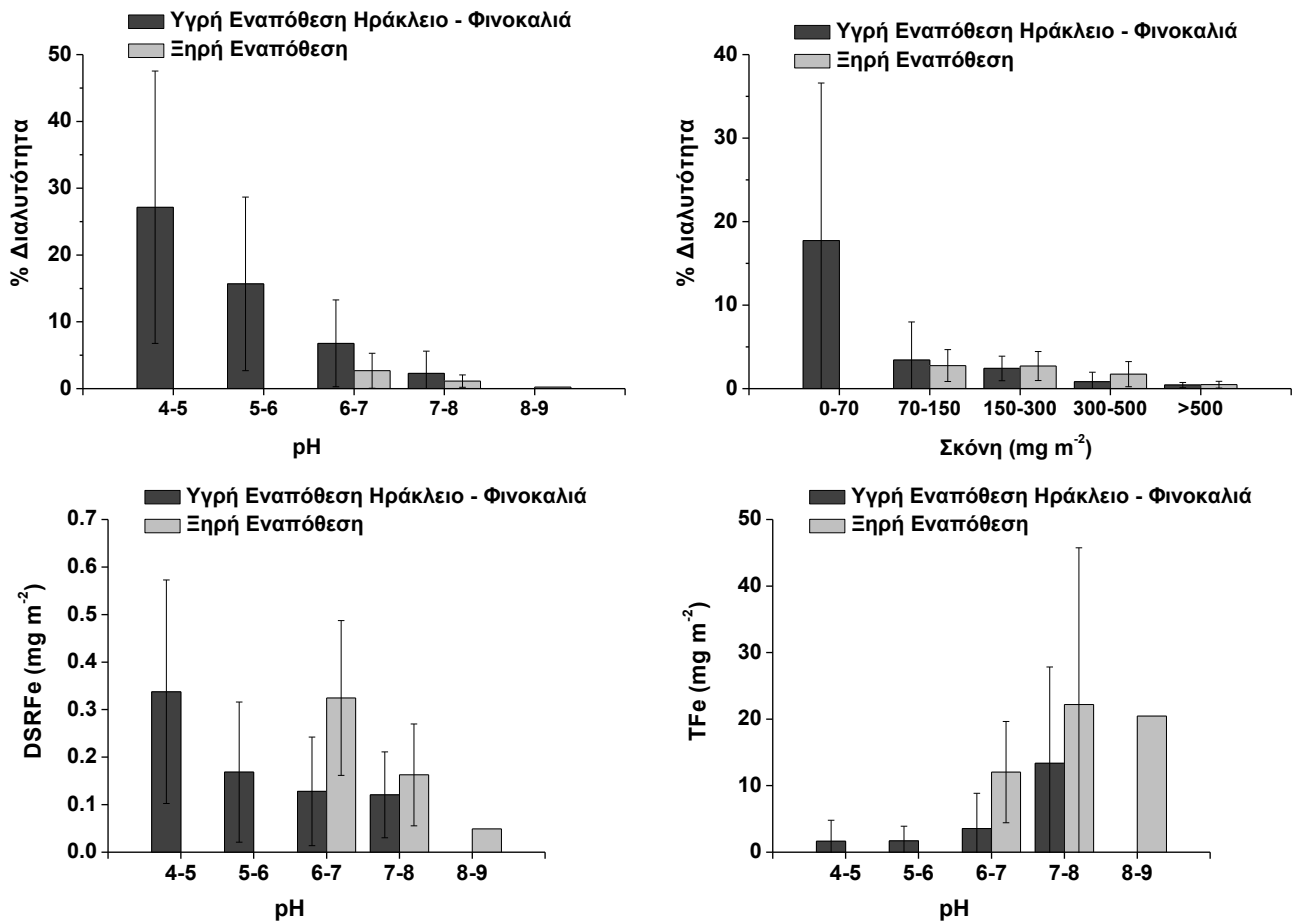 Υγρή Εναπόθεση Ηράκλειο - Φινοκαλιά
Ξηρή Εναπόθεση
50
40
30
20
10
0
% Διαλυτότητα
4-5 5-6 6-7 7-8 8-9
pH
Υγρή Εναπόθεση Ηράκλειο - Φινοκαλιά
Ξηρή Εναπόθεση
40
30
20
10
0
% Διαλυτότητα
0-70 70-150 150-300 300-500 >500
Σκόνη (mg m⁻²)
Υγρή Εναπόθεση Ηράκλειο - Φινοκαλιά
Ξηρή Εναπόθεση
0.7
0.6
0.5
0.4
0.3
0.2
0.1
0.0
DSRFe (mg m⁻²)
4-5 5-6 6-7 7-8 8-9
pH
Υγρή Εναπόθεση Ηράκλειο - Φινοκαλιά
Ξηρή Εναπόθεση
50
40
30
20
10
0
TFe (mg m⁻²)
4-5 5-6 6-7 7-8 8-9
pH